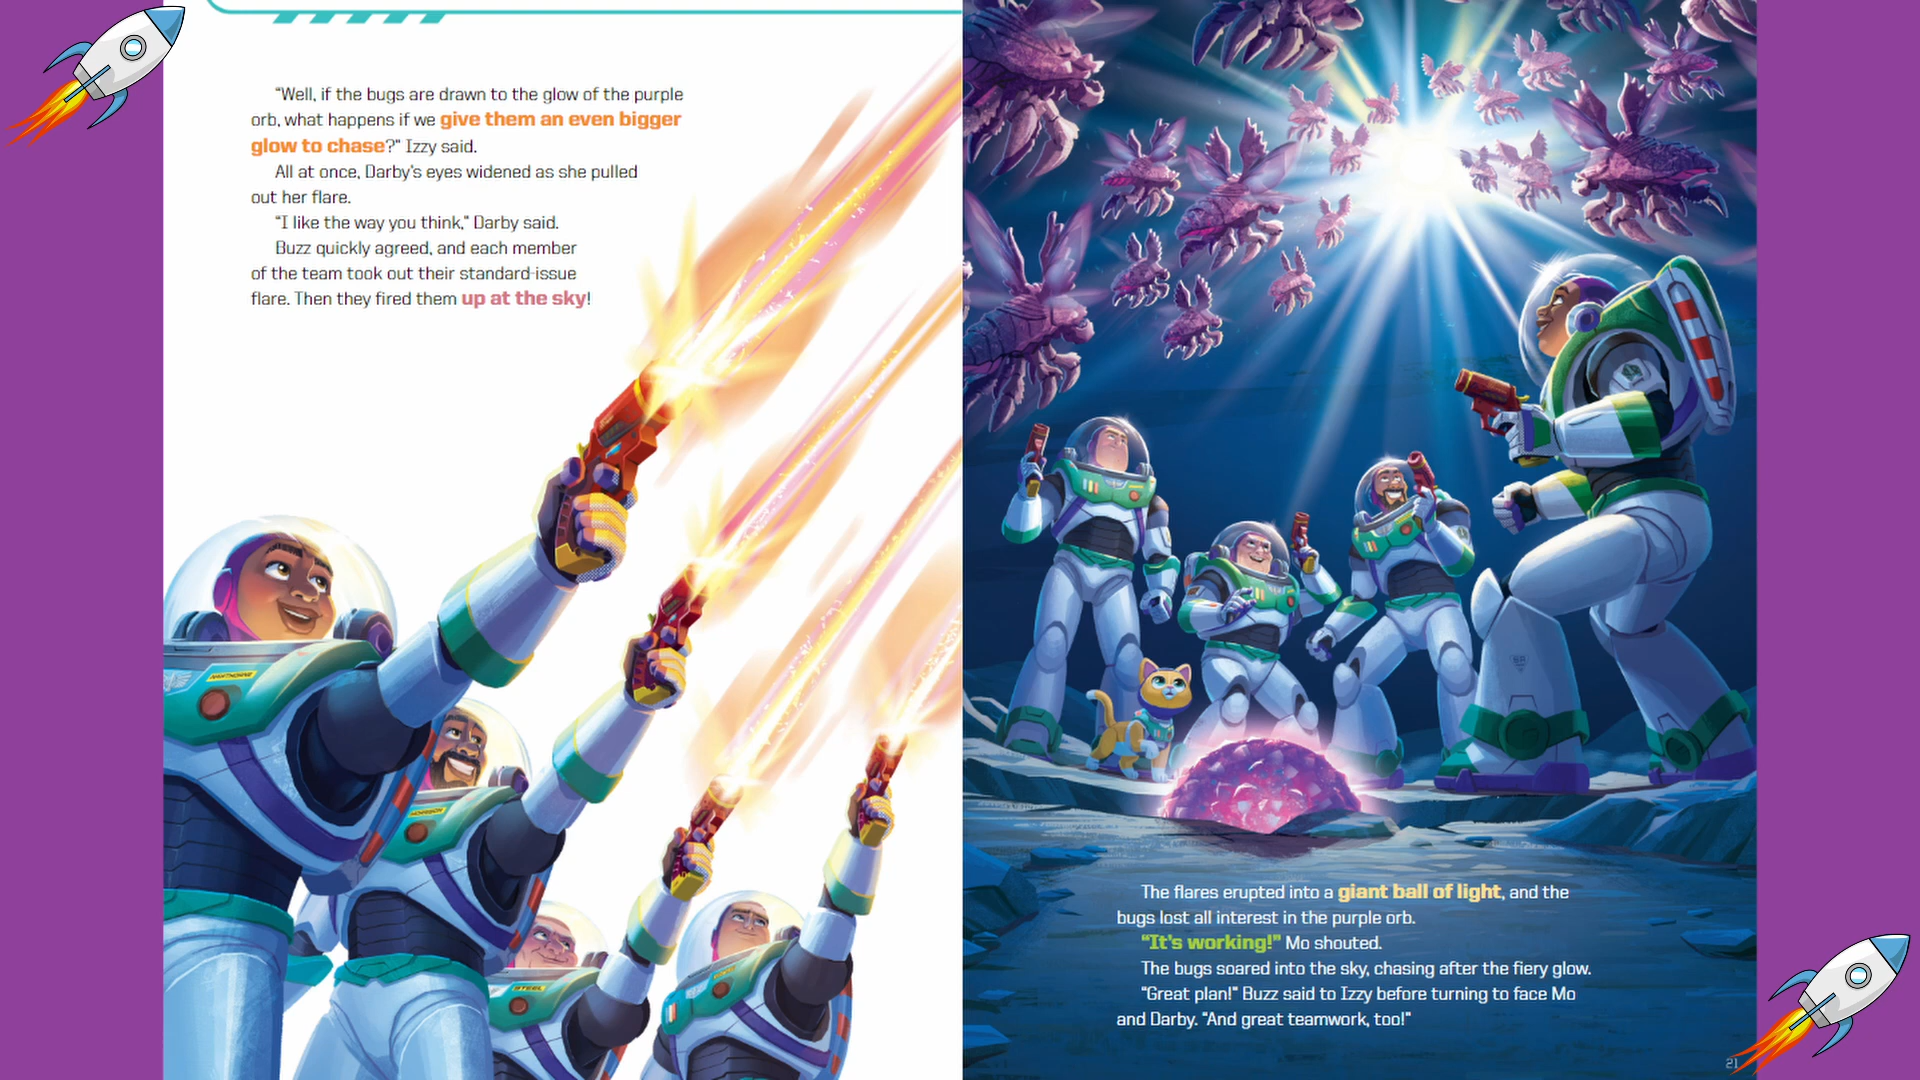 “Well, if the bugs are drawn to the glow of the purple
orb, what happens if we give them an even bigger
glow to chase?” Izzy said.
All at once, Darby’s eyes widened as she pulled
out her flare.
“I like the way you think,” Darby said.
Buzz quickly agreed, and each member
of the team took out their standard-issue
flare. Then they fired them up at the sky!
HAWTHORNE
MORRISON
STEEL
The flares erupted into a giant ball of light, and the
bugs lost all interest in the purple orb.
“It’s working!” Mo shouted.
The bugs soared into the sky, chasing after the fiery glow.
“Great plan!” Buzz said to Izzy before turning to face Mo
and Darby. “And great teamwork, too!”
21